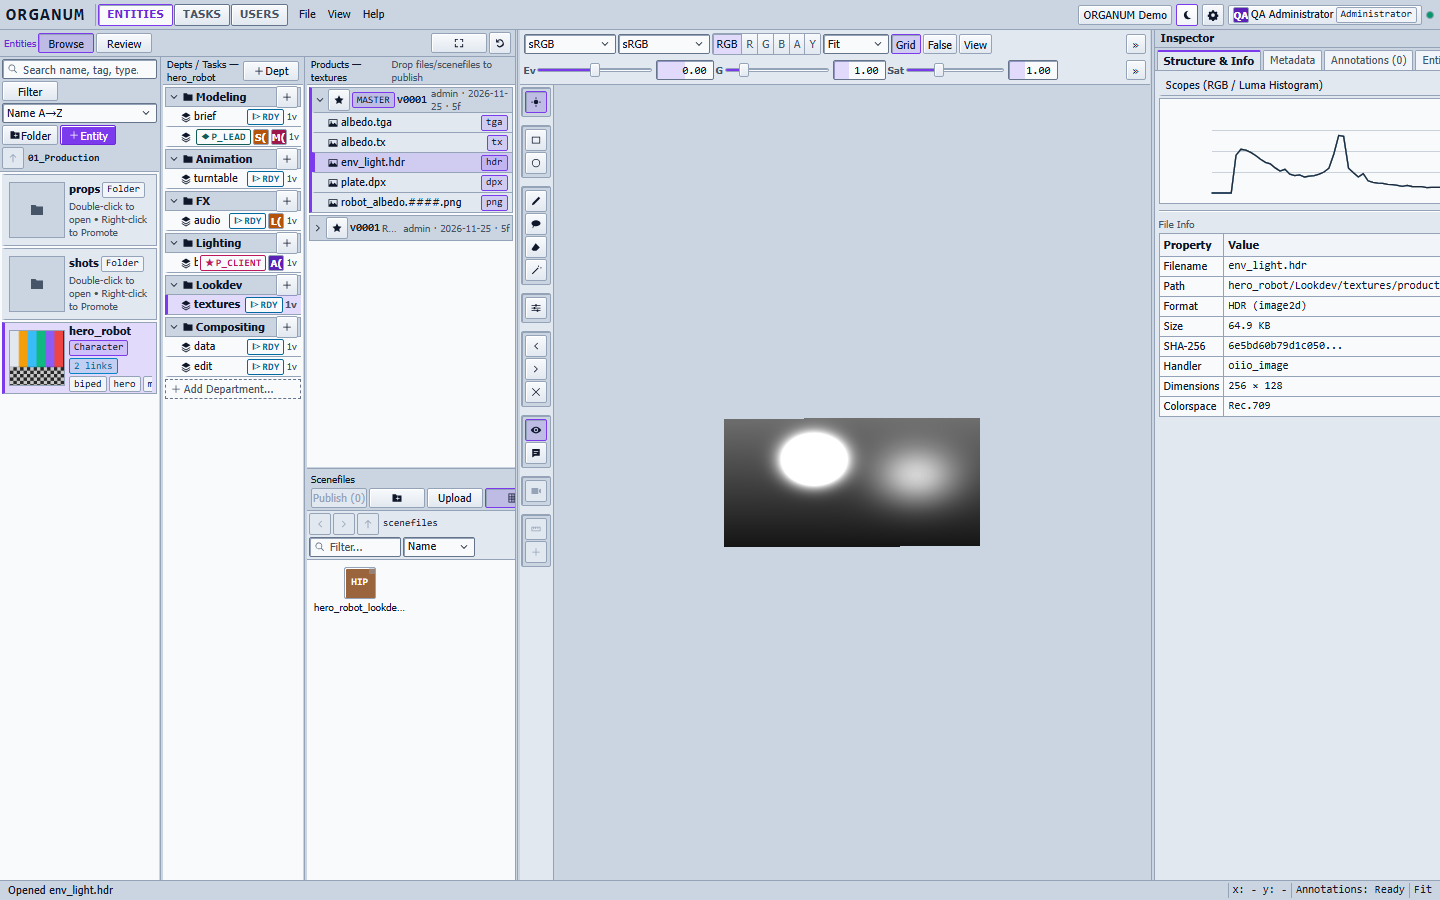 ORGANUM ENTITIES TASKS USERS File View Help ORGANUM Demo QA QA Administrator Administrator
Entities Browse Review
Search name, tag, type.
Filter
Name A→Z
Folder +Entity
01_Production
props Folder
Double-click to
open • Right-click
to Promote
shots Folder
Double-click to
open • Right-click
to Promote
hero_robot
Character
2 links
biped hero
Depts / Tasks —
hero_robot
+Dept
Modeling
brief RDY 1v
P_LEAD S( M( 1v
Animation
turntable RDY 1v
FX
audio RDY L( 1v
Lighting
P_CLIENT A( 1v
Lookdev
textures RDY 1v
Compositing
data RDY 1v
edit RDY 1v
+ Add Department...
Products —
textures
Drop files/scenefiles to
publish
MASTER v0001 admin · 2026-11-
25 · 5f
albedo.tga tga
albedo.tx tx
env_light.hdr hdr
plate.dpx dpx
robot_albedo.####.png png
v0001 R... admin · 2026-11-25 · 5f
Scenefiles
Publish (0) Upload
scenefiles
Filter... Name
HIP
hero_robot_lookde...
sRGB sRGB RGB R G B A Y Fit Grid False View »
Ev 0.00 G 1.00 Sat 1.00 »
Inspector
Structure & Info Metadata Annotations (0) Enti
Scopes (RGB / Luma Histogram)
File Info
Property Value
Filename env_light.hdr
Path hero_robot/Lookdev/textures/product
Format HDR (image2d)
Size 64.9 KB
SHA-256 6e5bd60b79d1c050...
Handler oiio_image
Dimensions 256 × 128
Colorspace Rec.709
Opened env_light.hdr x: - y: - Annotations: Ready Fit